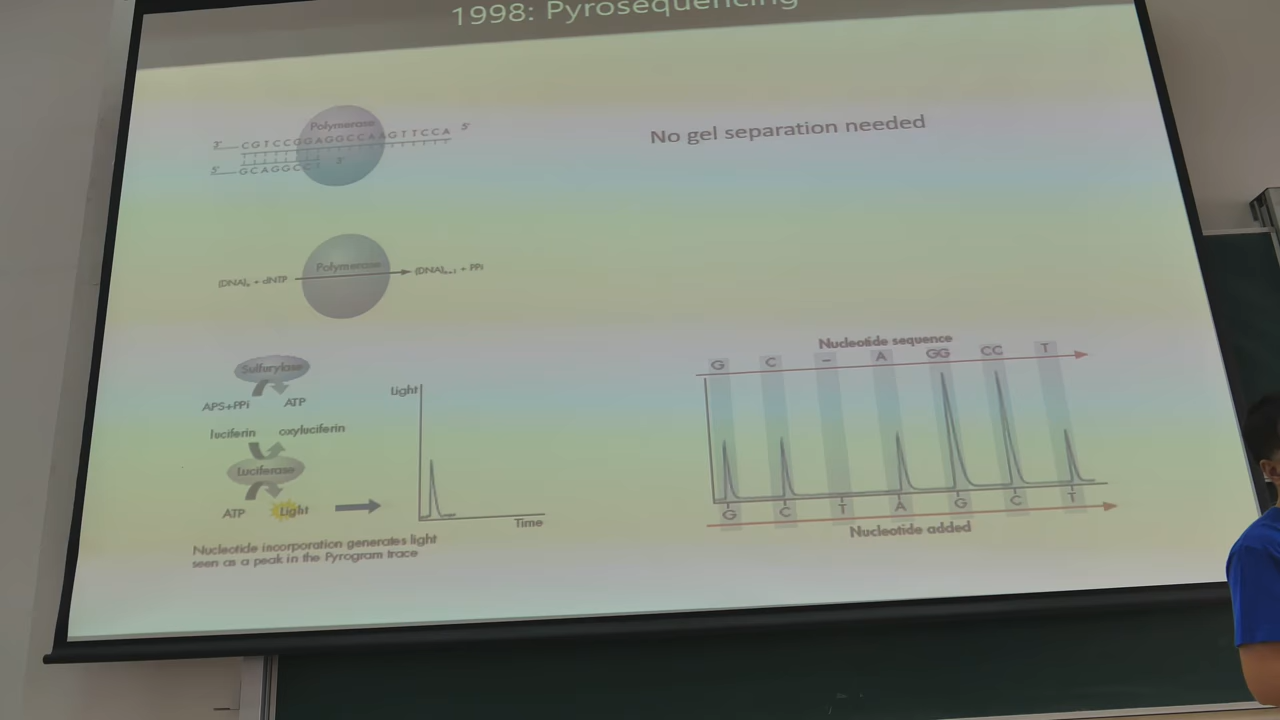 1998: Pyrosequencing
Polymerase
3' CGTCCGGAGGCCAAGTTCCA 5'
3'
5' GCAGGCC
No gel separation needed
Polymerase
(DNA)n + dNTP
(DNA)n+1 + PPi
Sulfurylase
APS+PPi ATP
luciferin oxyluciferin
Luciferase
ATP Light
Light
Time
Nucleotide incorporation generates light
seen as a peak in the Pyrogram trace
Nucleotide sequence
G C – A GG CC T
G C T A G C T
Nucleotide added